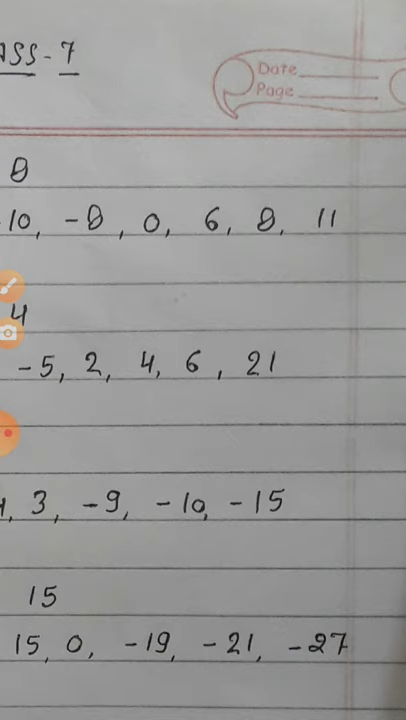 ASS-7
Date
Page
8
10, -8, 0, 6, 8, 11
4
-5, 2, 4, 6, 21
, 3, -9, -10, -15
15
15, 0, -19, -21, -27